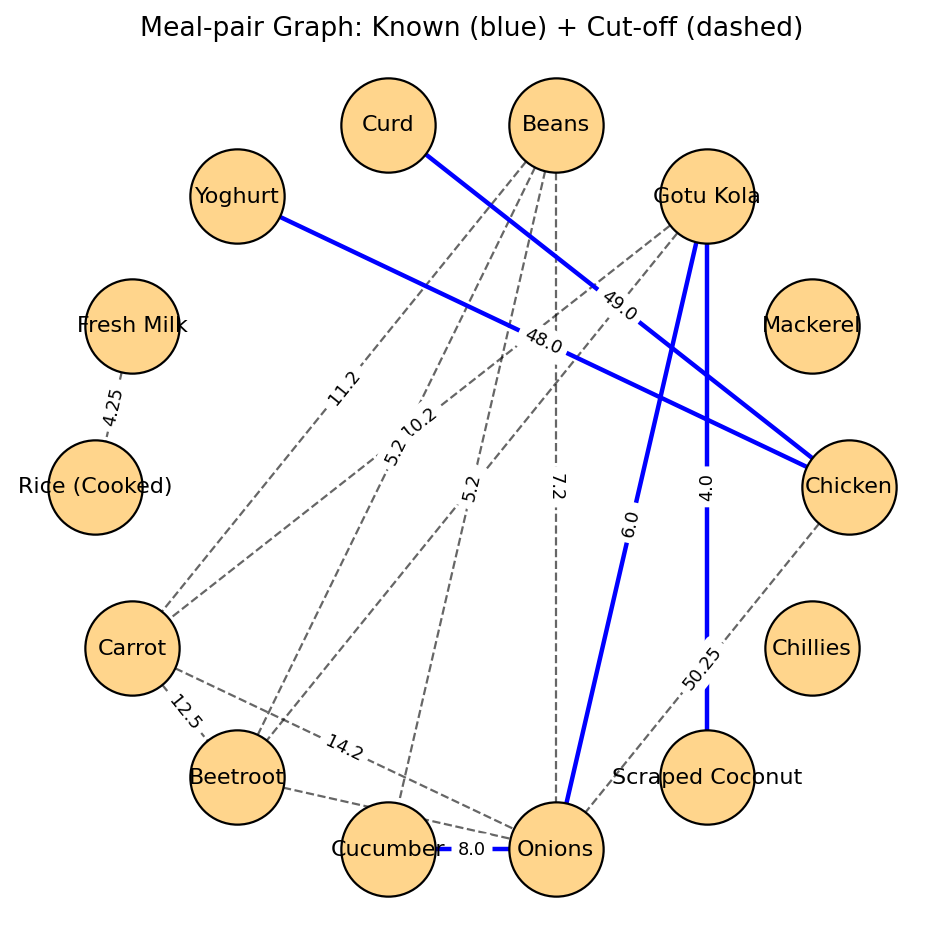 Meal-pair Graph: Known (blue) + Cut-off (dashed)
Curd
Beans
Yoghurt
Gotu Kola
Fresh Milk
49.0
Mackerel
48.0
11.2
4.25
10.2
5.2
Rice (Cooked)
5.2
7.2
4.0
Chicken
6.0
Carrot
50.25
Chillies
12.5
14.2
Beetroot
Scraped Coconut
Cucumber
8.0
Onions